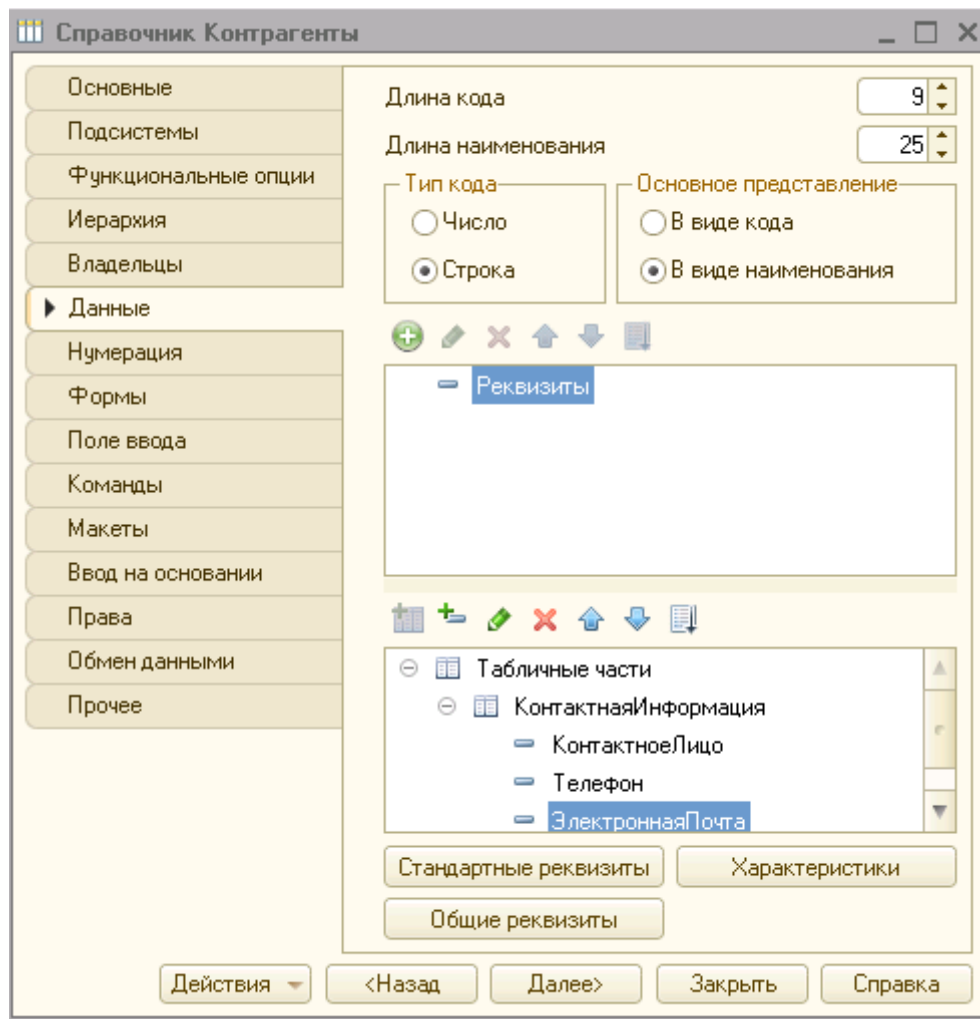 Справочник Контрагенты
Основные
Подсистемы
Функциональные опции
Иерархия
Владельцы
Данные
Нумерация
Формы
Поле ввода
Команды
Макеты
Ввод на основании
Права
Обмен данными
Прочее
Длина кода 9
Длина наименования 25
Тип кода
Число
Строка
Основное представление
В виде кода
В виде наименования
Реквизиты
Табличные части
КонтактнаяИнформация
КонтактноеЛицо
Телефон
ЭлектроннаяПочта
Стандартные реквизиты Характеристики
Общие реквизиты
Действия <Назад Далее> Закрыть Справка